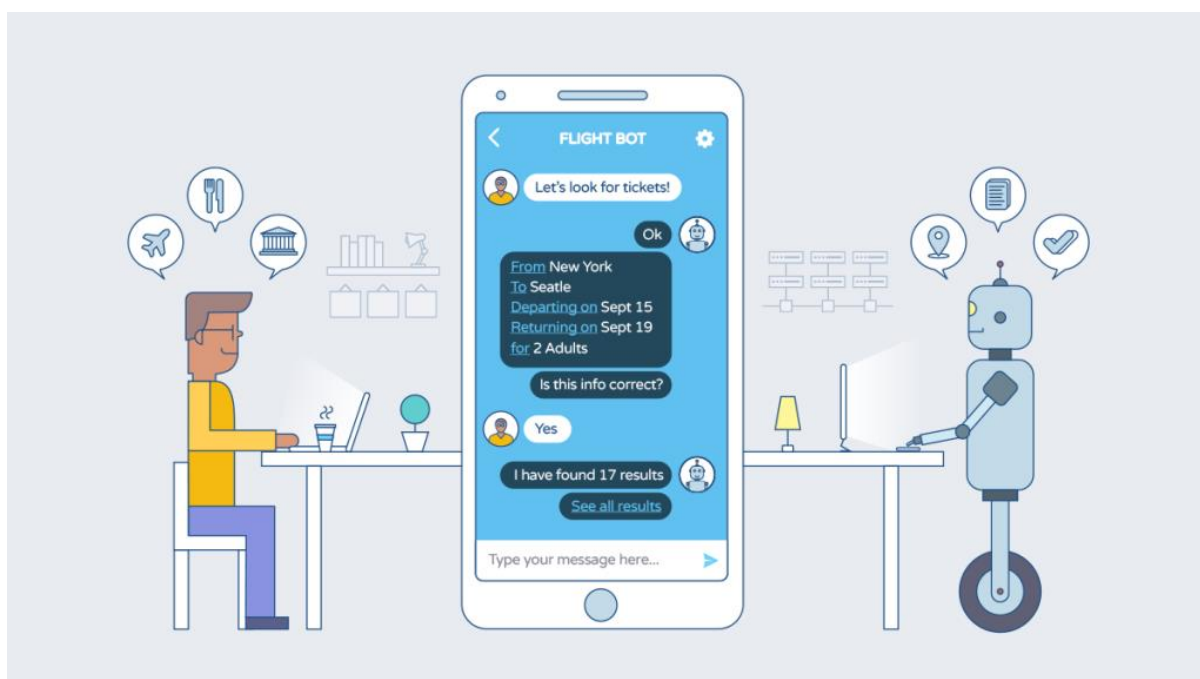 FLIGHT BOT
Let's look for tickets!
Ok
From New York
To Seatle
Departing on Sept 15
Returning on Sept 19
for 2 Adults
Is this info correct?
Yes
I have found 17 results
See all results
Type your message here...